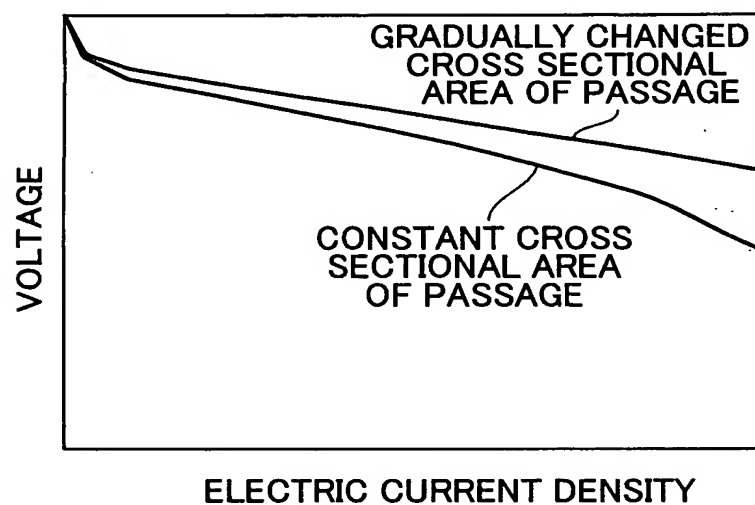 GRADUALLY CHANGED
CROSS SECTIONAL
AREA OF PASSAGE
CONSTANT CROSS
SECTIONAL AREA
OF PASSAGE
VOLTAGE
ELECTRIC CURRENT DENSITY